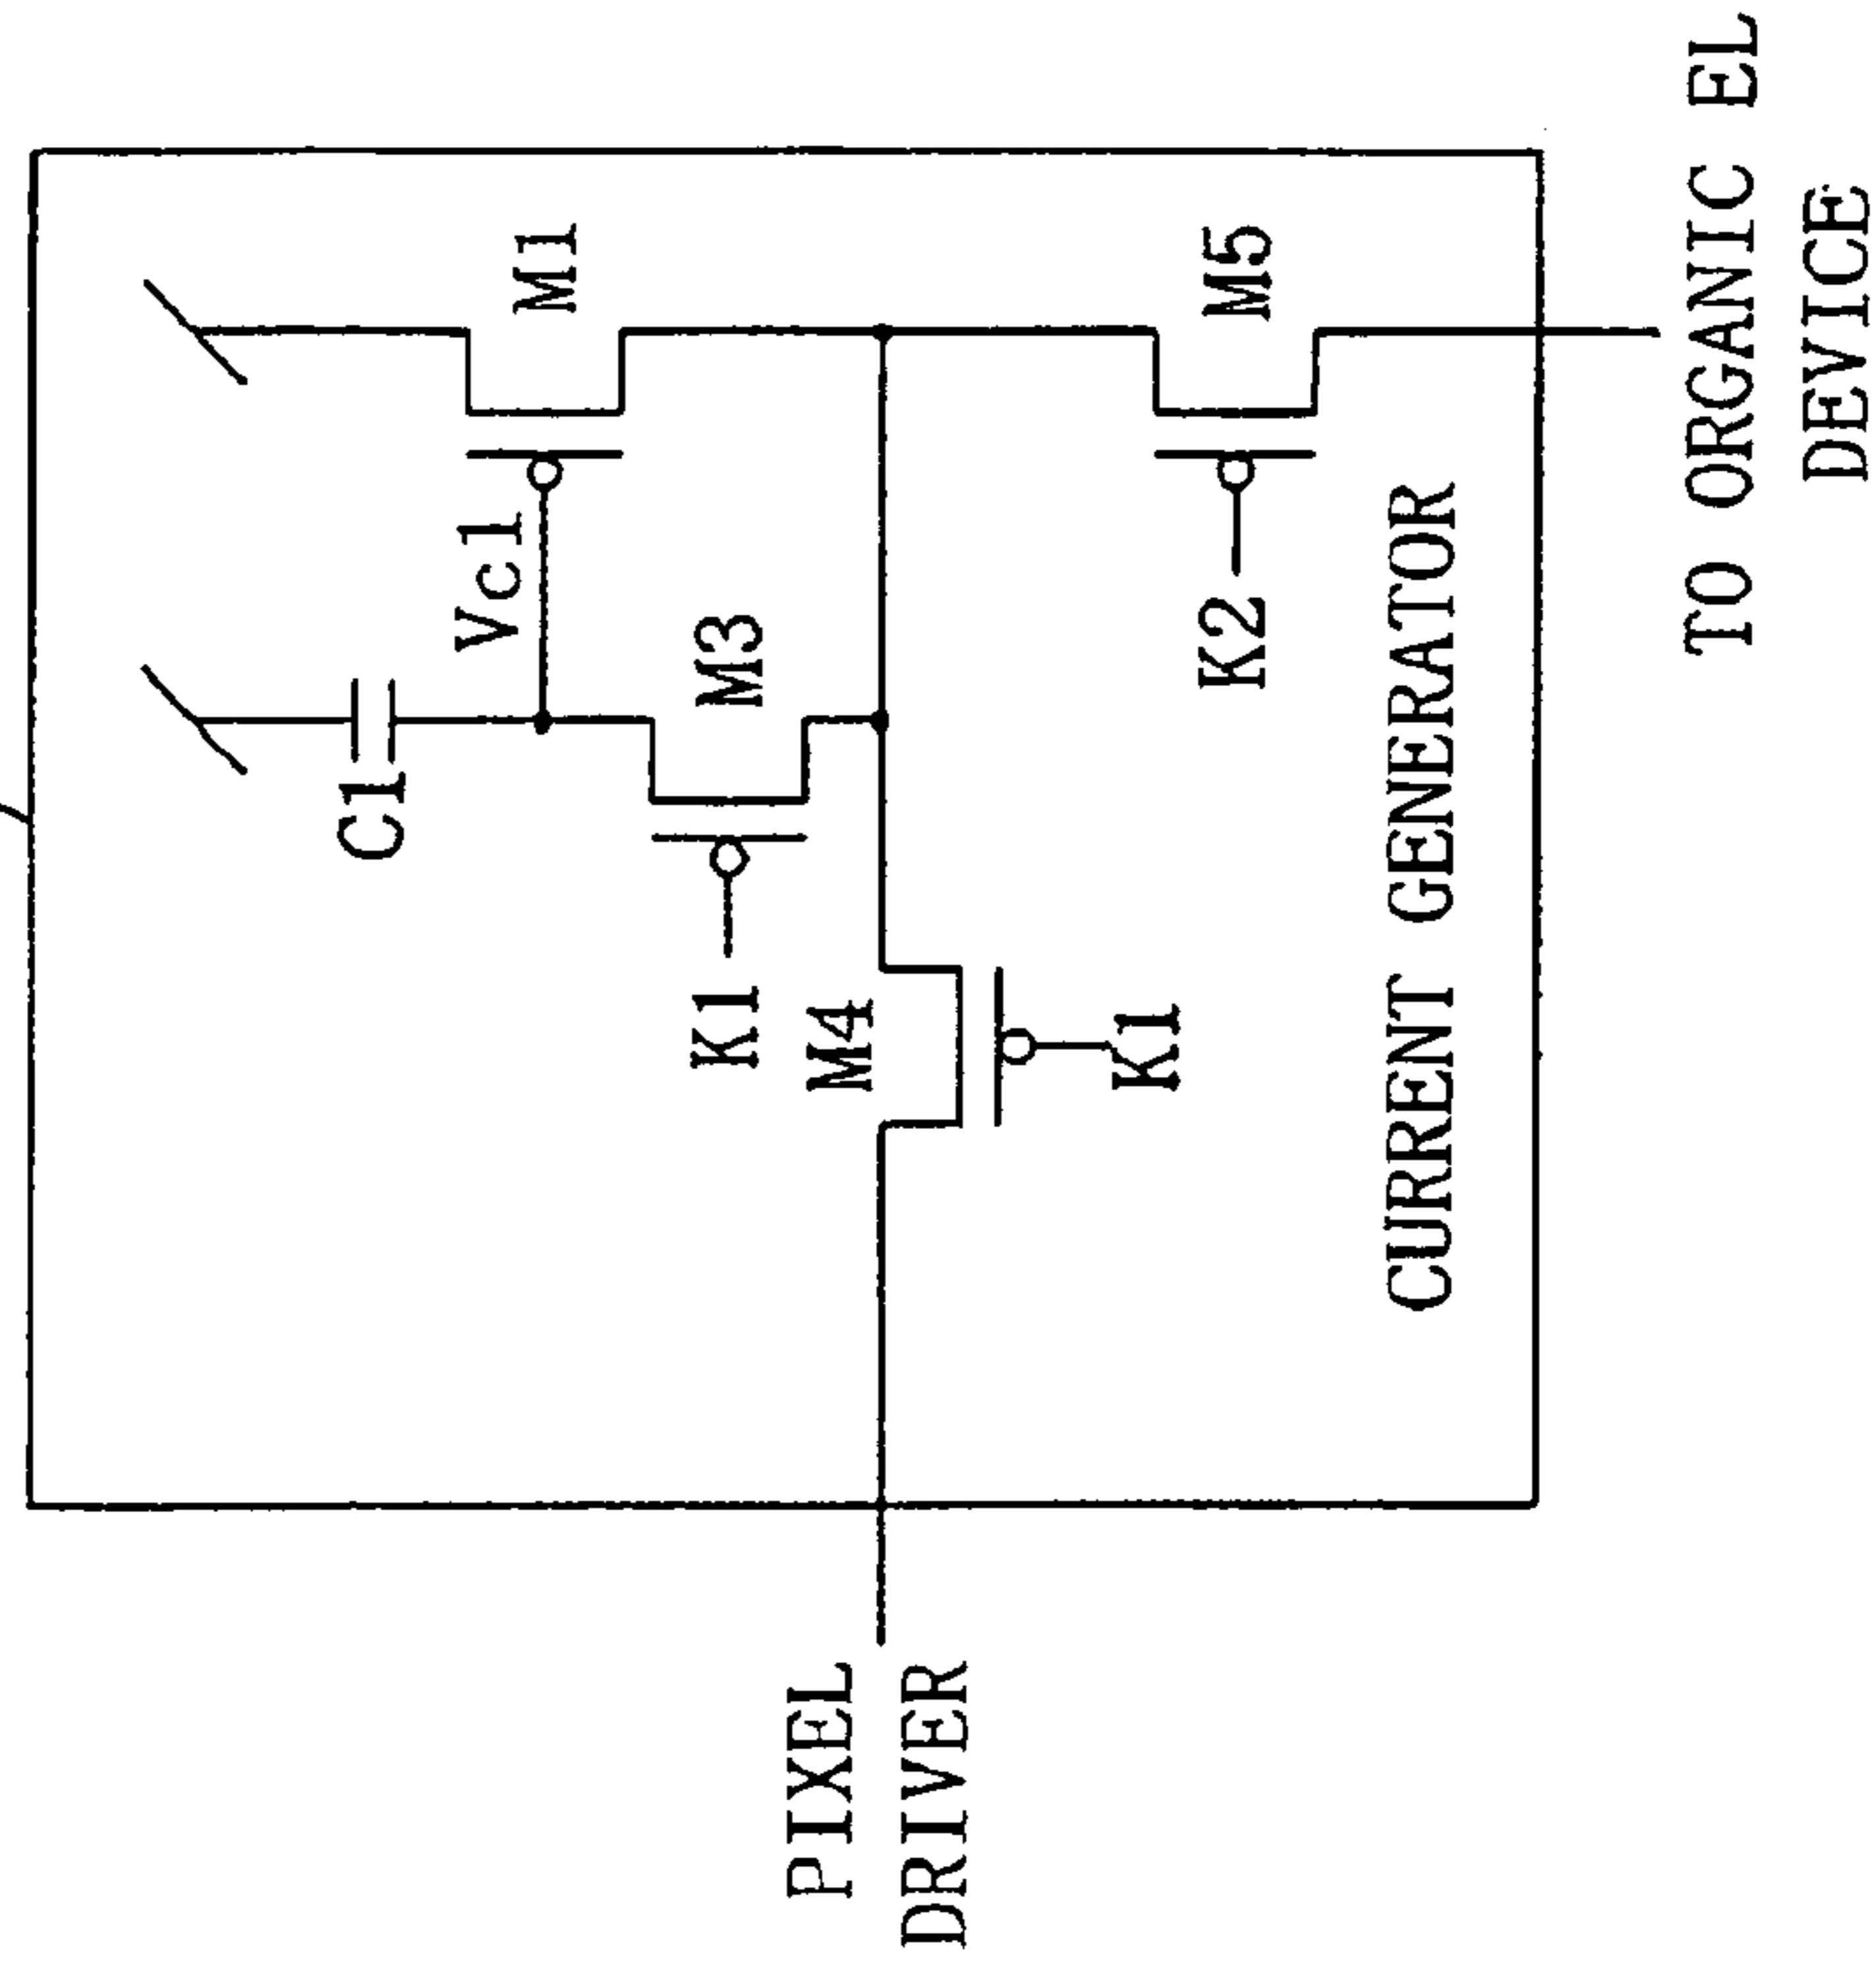 C1
Vc1
M1
M3
K1
M4
K1
K2
M5
PIXEL
DRIVER
CURRENT GENERATOR
TO ORGANIC EL
DEVICE